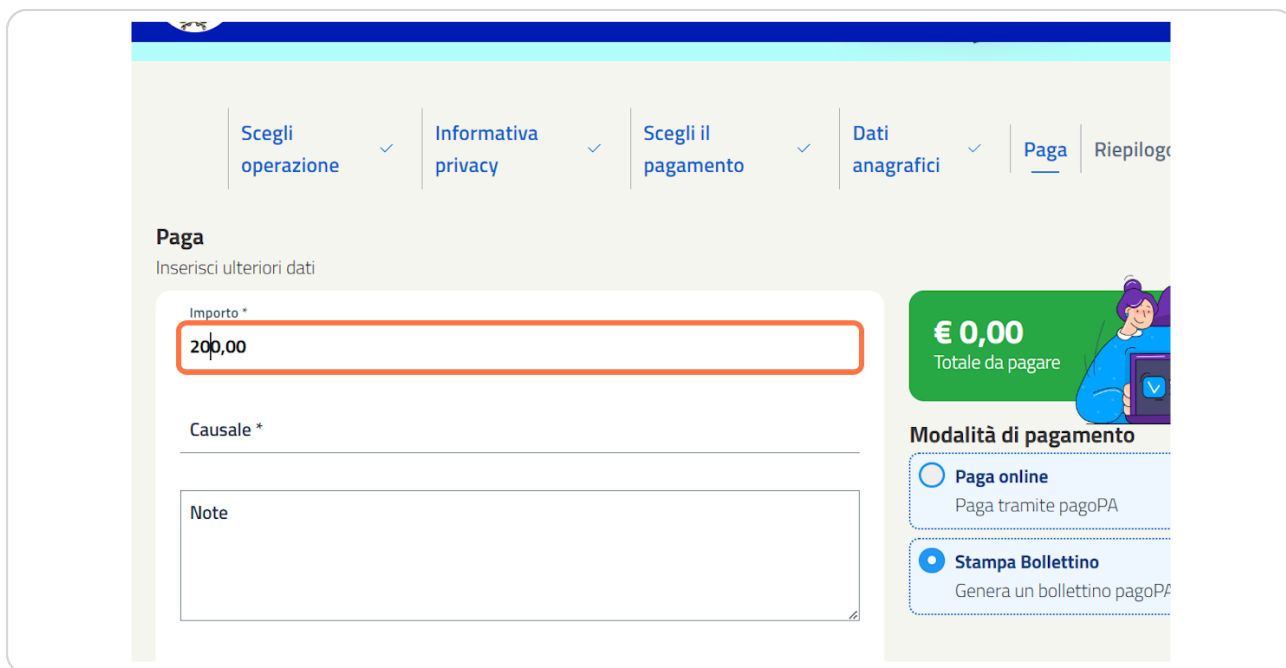 Scegli
operazione
Informativa
privacy
Scegli il
pagamento
Dati
anagrafici
Paga
Riepilogo
Paga
Inserisci ulteriori dati
Importo *
200,00
Causale *
Note
€ 0,00
Totale da pagare
Modalità di pagamento
Paga online
Paga tramite pagoPA
Stampa Bollettino
Genera un bollettino pagoPA